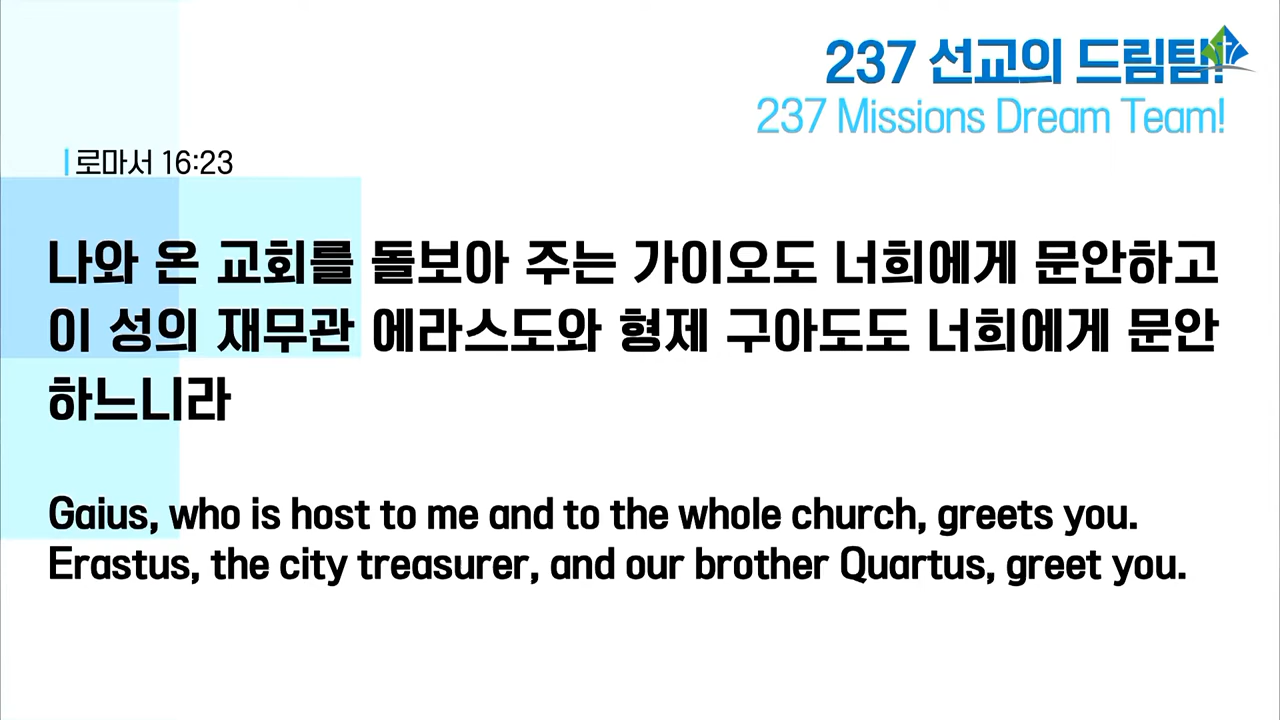 237 선교의 드림팀!
237 Missions Dream Team!
로마서 16:23
나와 온 교회를 돌보아 주는 가이오도 너희에게 문안하고
이 성의 재무관 에라스도와 형제 구아도도 너희에게 문안
하느니라
Gaius, who is host to me and to the whole church, greets you.
Erastus, the city treasurer, and our brother Quartus, greet you.